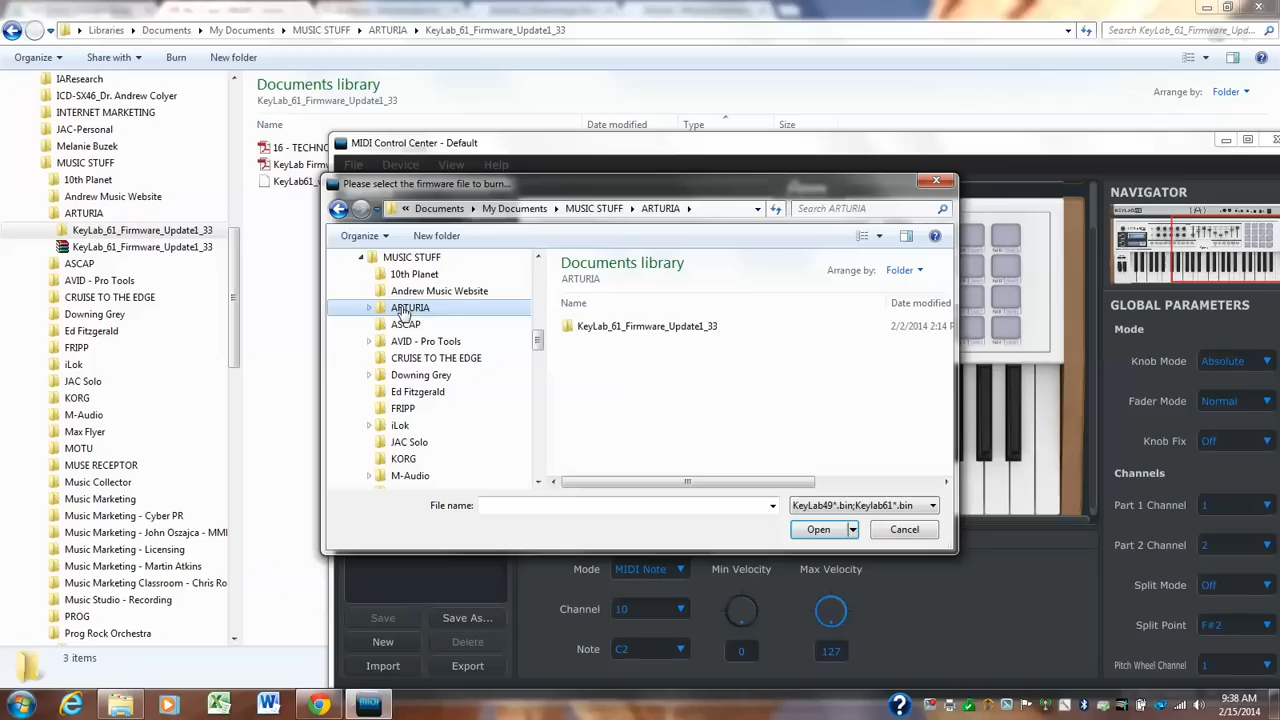 Libraries ▸ Documents ▸ My Documents ▸ MUSIC STUFF ▸ ARTURIA ▸ KeyLab_61_Firmware_Update1_33
Search KeyLab_61_Firmware_Upd...
Organize
Share with
Burn
New folder
IAResearch
ICD-SX46_Dr. Andrew Colyer
INTERNET MARKETING
JAC-Personal
Melanie Buzek
MUSIC STUFF
10th Planet
Andrew Music Website
ARTURIA
KeyLab_61_Firmware_Update1_33
KeyLab_61_Firmware_Update1_33
ASCAP
AVID - Pro Tools
CRUISE TO THE EDGE
Downing Grey
Ed Fitzgerald
FRIPP
iLok
JAC Solo
KORG
M-Audio
Max Flyer
MOTU
MUSE RECEPTOR
Music Collector
Music Marketing
Music Marketing - Cyber PR
Music Marketing - John Oszajca - MM
Music Marketing - Licensing
Music Marketing - Martin Atkins
Music Marketing Classroom - Chris Ro
Music Studio - Recording
PROG
Prog Rock Orchestra
3 items
Documents library
KeyLab_61_Firmware_Update1_33
Arrange by: Folder
Name
Date modified
Type
Size
16 - TECHNO
KeyLab Firm
KeyLab61_
MIDI Control Center - Default
File
Device
View
Help
Please select the firmware file to burn...
« Documents ▸ My Documents ▸ MUSIC STUFF ▸ ARTURIA ▸
Search ARTURIA
Organize
New folder
MUSIC STUFF
10th Planet
Andrew Music Website
ARTURIA
ASCAP
AVID - Pro Tools
CRUISE TO THE EDGE
Downing Grey
Ed Fitzgerald
FRIPP
iLok
JAC Solo
KORG
M-Audio
Documents library
ARTURIA
Arrange by: Folder
Name
Date modified
KeyLab_61_Firmware_Update1_33
2/2/2014 2:14 P
File name:
KeyLab49*.bin;Keylab61*.bin
Open
Cancel
Save
Save As...
New
Delete
Import
Export
Mode
MIDI Note
Min Velocity
Max Velocity
Channel
10
Note
C2
0
127
NAVIGATOR
GLOBAL PARAMETERS
Mode
Knob Mode
Absolute
Fader Mode
Normal
Knob Fix
Off
Channels
Part 1 Channel
1
Part 2 Channel
2
Split Mode
Off
Split Point
F#2
Pitch Wheel Channel
1
9:38 AM
2/15/2014